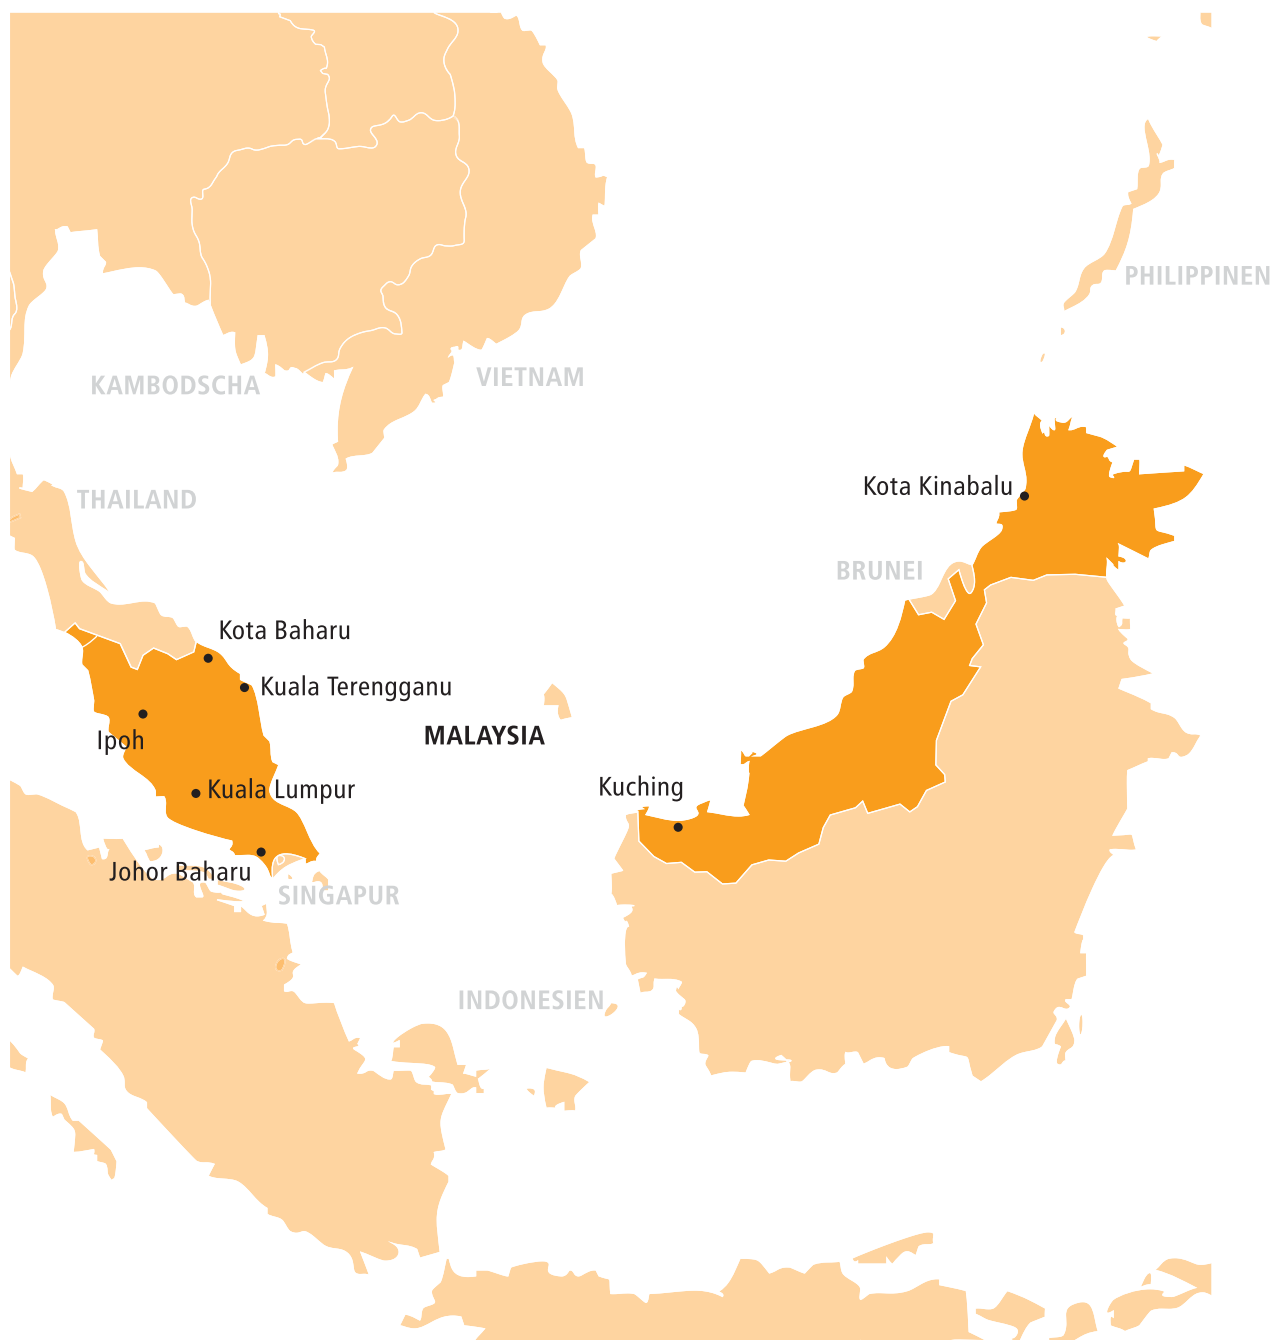 PHILIPPINEN
VIETNAM
KAMBODSCHA
Kota Kinabalu
THAILAND
BRUNEI
Kota Baharu
Kuala Terengganu
MALAYSIA
Ipoh
Kuching
Kuala Lumpur
Johor Baharu
SINGAPUR
INDONESIEN